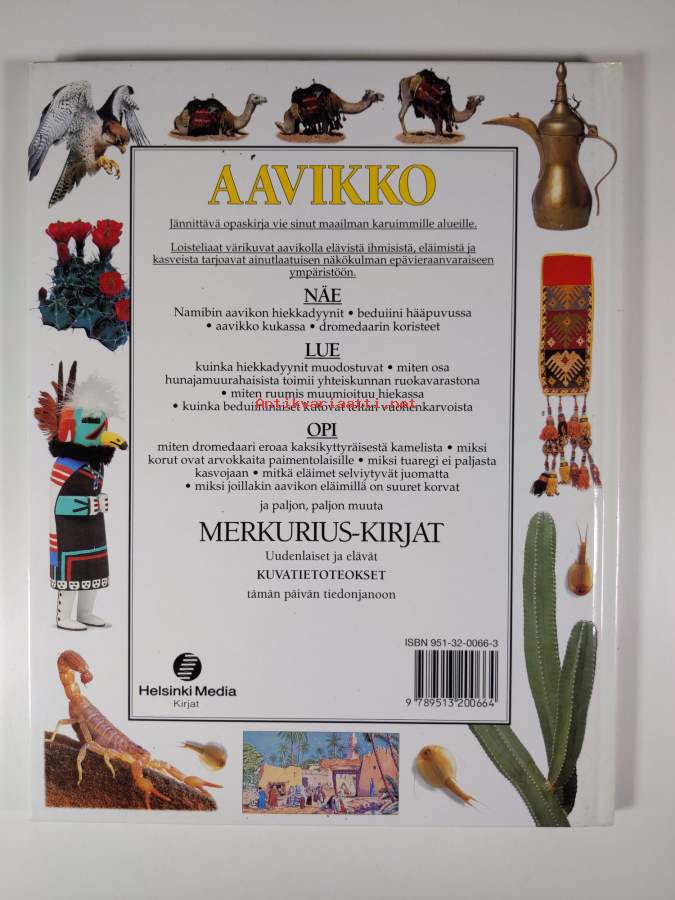 AAVIKKO
Jännittävä opaskirja vie sinut maailman karuimmille alueille.
Loisteliaat värikuvat aavikolla elävistä ihmisistä, eläimistä ja
kasveista tarjoavat ainutlaatuisen näkökulman epävieraanvaraiseen
ympäristöön.
NÄE
Namibin aavikon hiekkadyynit • beduiini hääpuvussa
• aavikko kukassa • dromedaarin koristeet
LUE
kuinka hiekkadyynit muodostuvat • miten osa
hunajamuurahaisista toimii yhteiskunnan ruokavarastona
• miten ruumis muumioituu hiekassa
Antikvariaatti.net
• kuinka beduiininaiset kutovat teltan vuohenkarvoista
OPI
miten dromedaari eroaa kaksikyttyräisestä kamelista • miksi
korut ovat arvokkaita paimentolaisille • miksi tuaregi ei paljasta
kasvojaan • mitkä eläimet selviytyvät juomatta
• miksi joillakin aavikon eläimillä on suuret korvat
ja paljon, paljon muuta
MERKURIUS-KIRJAT
Uudenlaiset ja elävät
KUVATIETOTEOKSET
tämän päivän tiedonjanoon
ISBN 951-32-0066-3
9 789513 200664
Helsinki Media
Kirjat